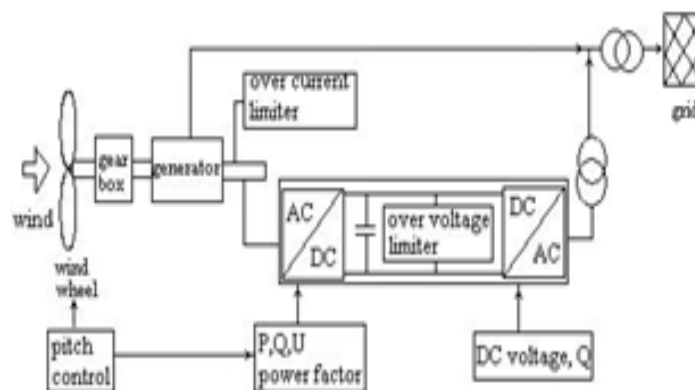 grid
over current
limiter
gear
box
generator
wind
AC
DC
over voltage
limiter
DC
AC
wind
wheel
pitch
control
P,Q,U
power factor
DC voltage, Q